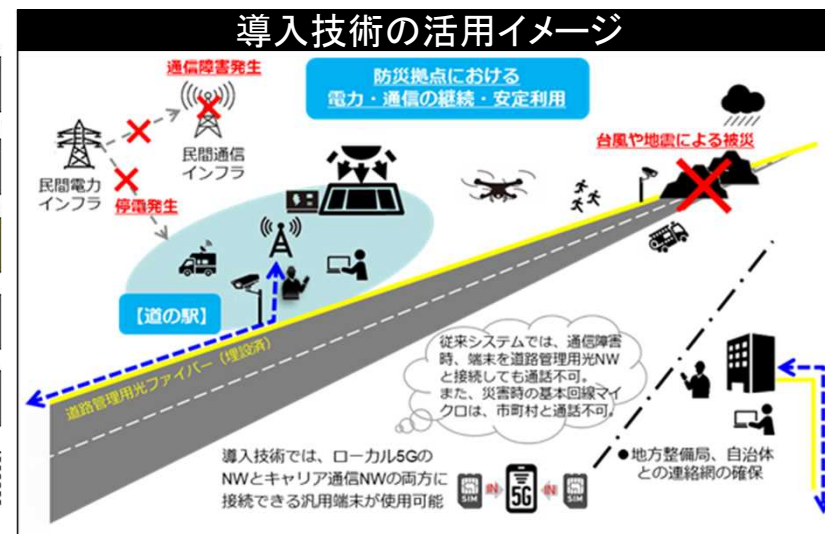 導入技術の活用イメージ
通信障害発生
防災拠点における
電力・通信の継続・安定利用
台風や地震による被災
民間通信
インフラ
民間電力
インフラ
停電発生
【道の駅】
道路管理用光ファイバー（埋設済）
従来システムでは、通信障害
時、端末を道路管理用光NW
と接続しても通話不可。
また、災害時の基本回線マイ
クロは、市町村と通話不可。
導入技術では、ローカル5Gの
NWとキャリア通信NWの両方に
接続できる汎用端末が使用可能
SIM
IN
5G
IN
SIM
●地方整備局、自治体
との連絡網の確保